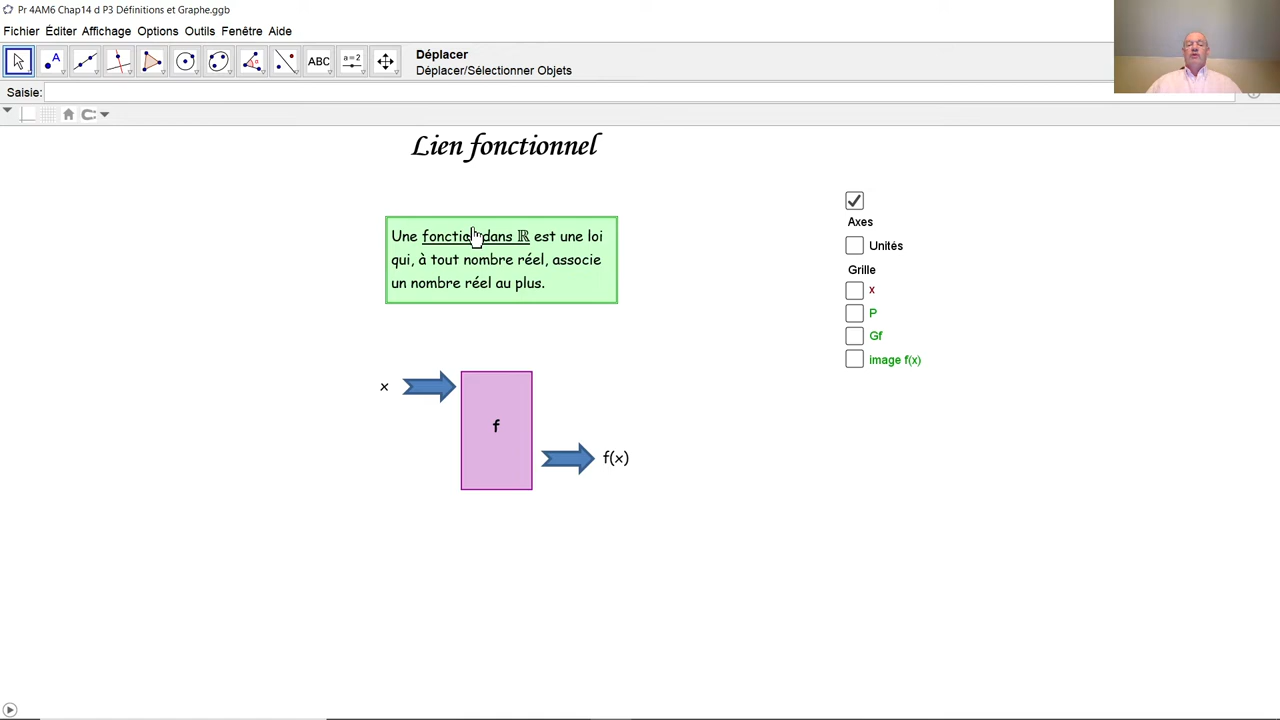 Pr 4AM6 Chap14 d P3 Définitions et Graphe.ggb
Fichier Éditer Affichage Options Outils Fenêtre Aide
A
ABC
a=2
Déplacer
Déplacer/Sélectionner Objets
Saisie:
Lien fonctionnel
Une fonction dans ℝ est une loi
qui, à tout nombre réel, associe
un nombre réel au plus.
x
f
f(x)
Axes
Unités
Grille
x
P
Gf
image f(x)